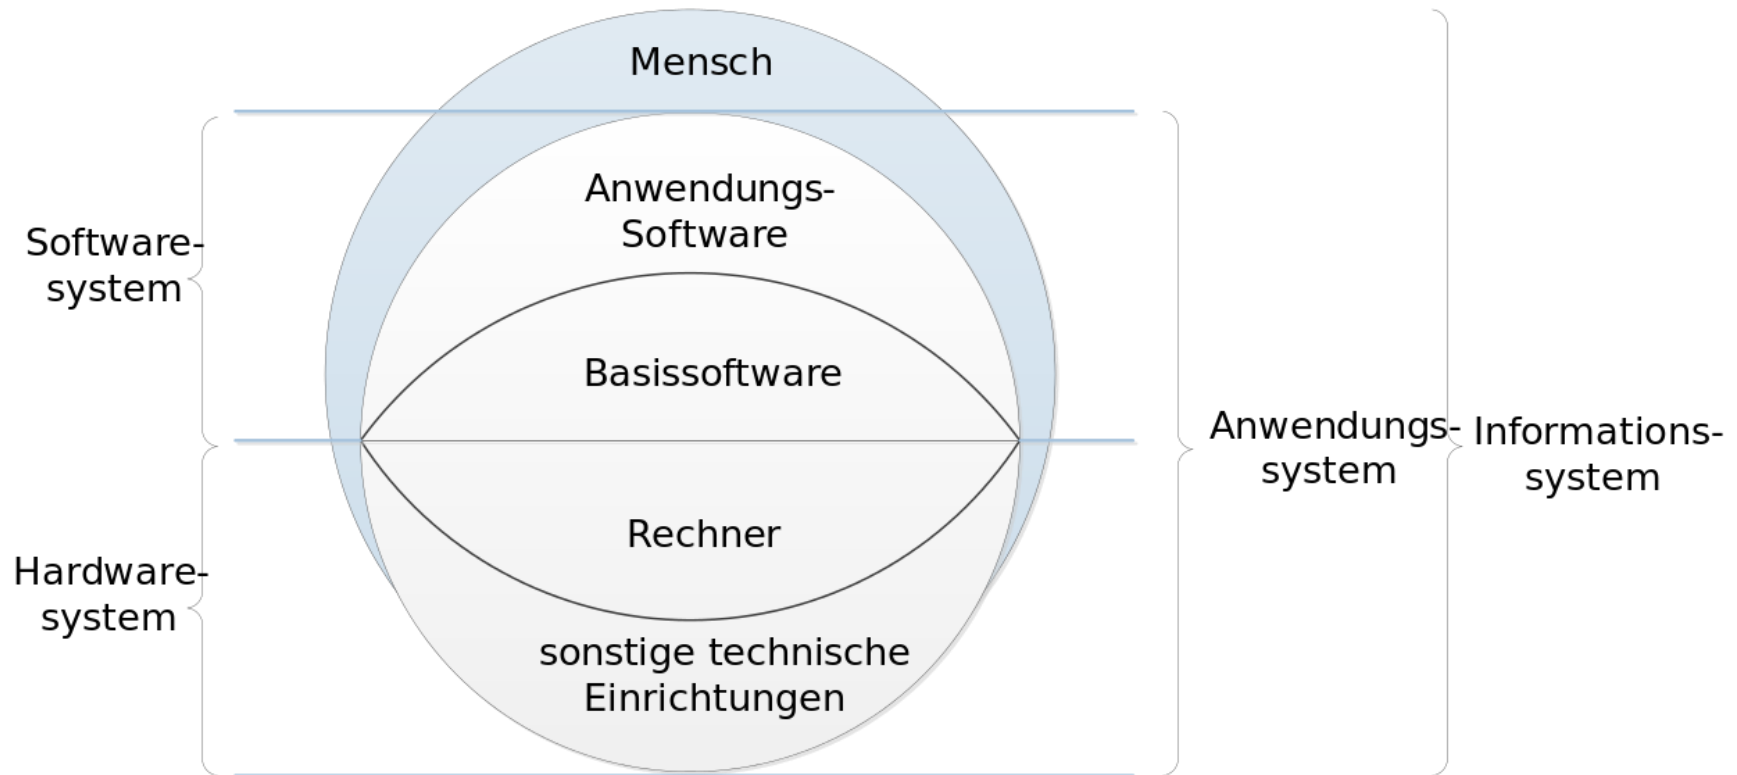 Mensch
Anwendungs-
Software
Software-
system
Basissoftware
Anwendungs-
system
Informations-
system
Rechner
Hardware-
system
sonstige technische
Einrichtungen